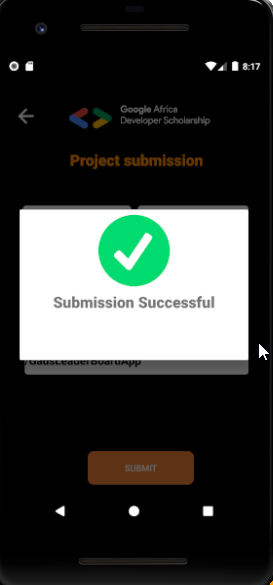 8:17
Google Africa
Developer Scholarship
Project submission
Submission Successful
GadsLeaderBoardApp
SUBMIT